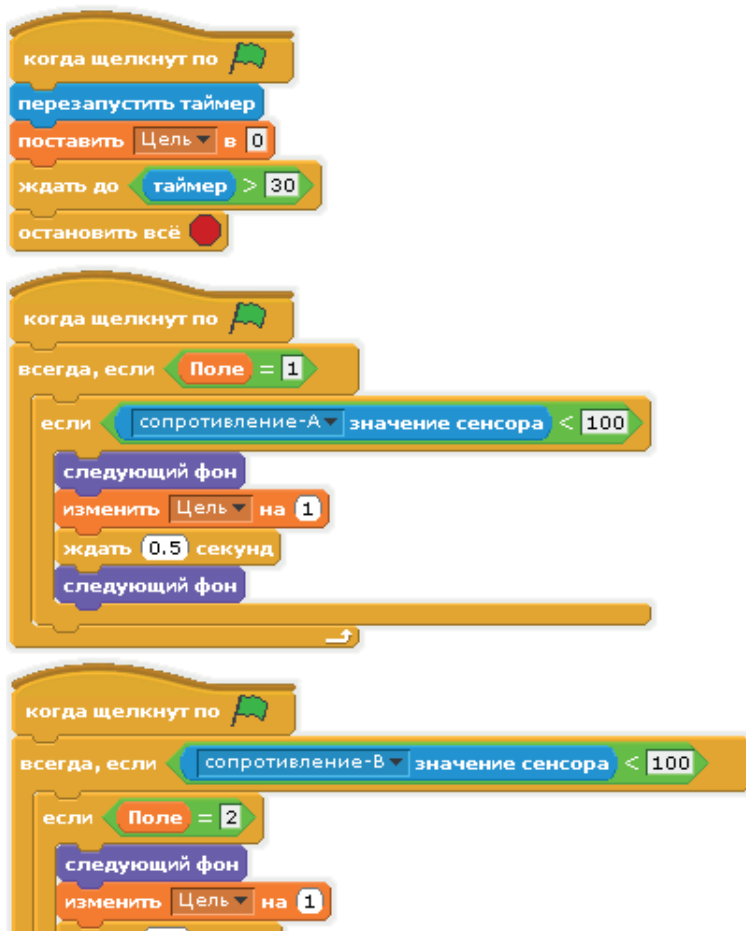 когда щелкнут по
перезапустить таймер
поставить Цель в 0
ждать до таймер > 30
остановить всё
когда щелкнут по
всегда, если Поле = 1
если сопротивление-А значение сенсора < 100
следующий фон
изменить Цель на 1
ждать 0.5 секунд
следующий фон
когда щелкнут по
всегда, если сопротивление-В значение сенсора < 100
если Поле = 2
следующий фон
изменить Цель на 1